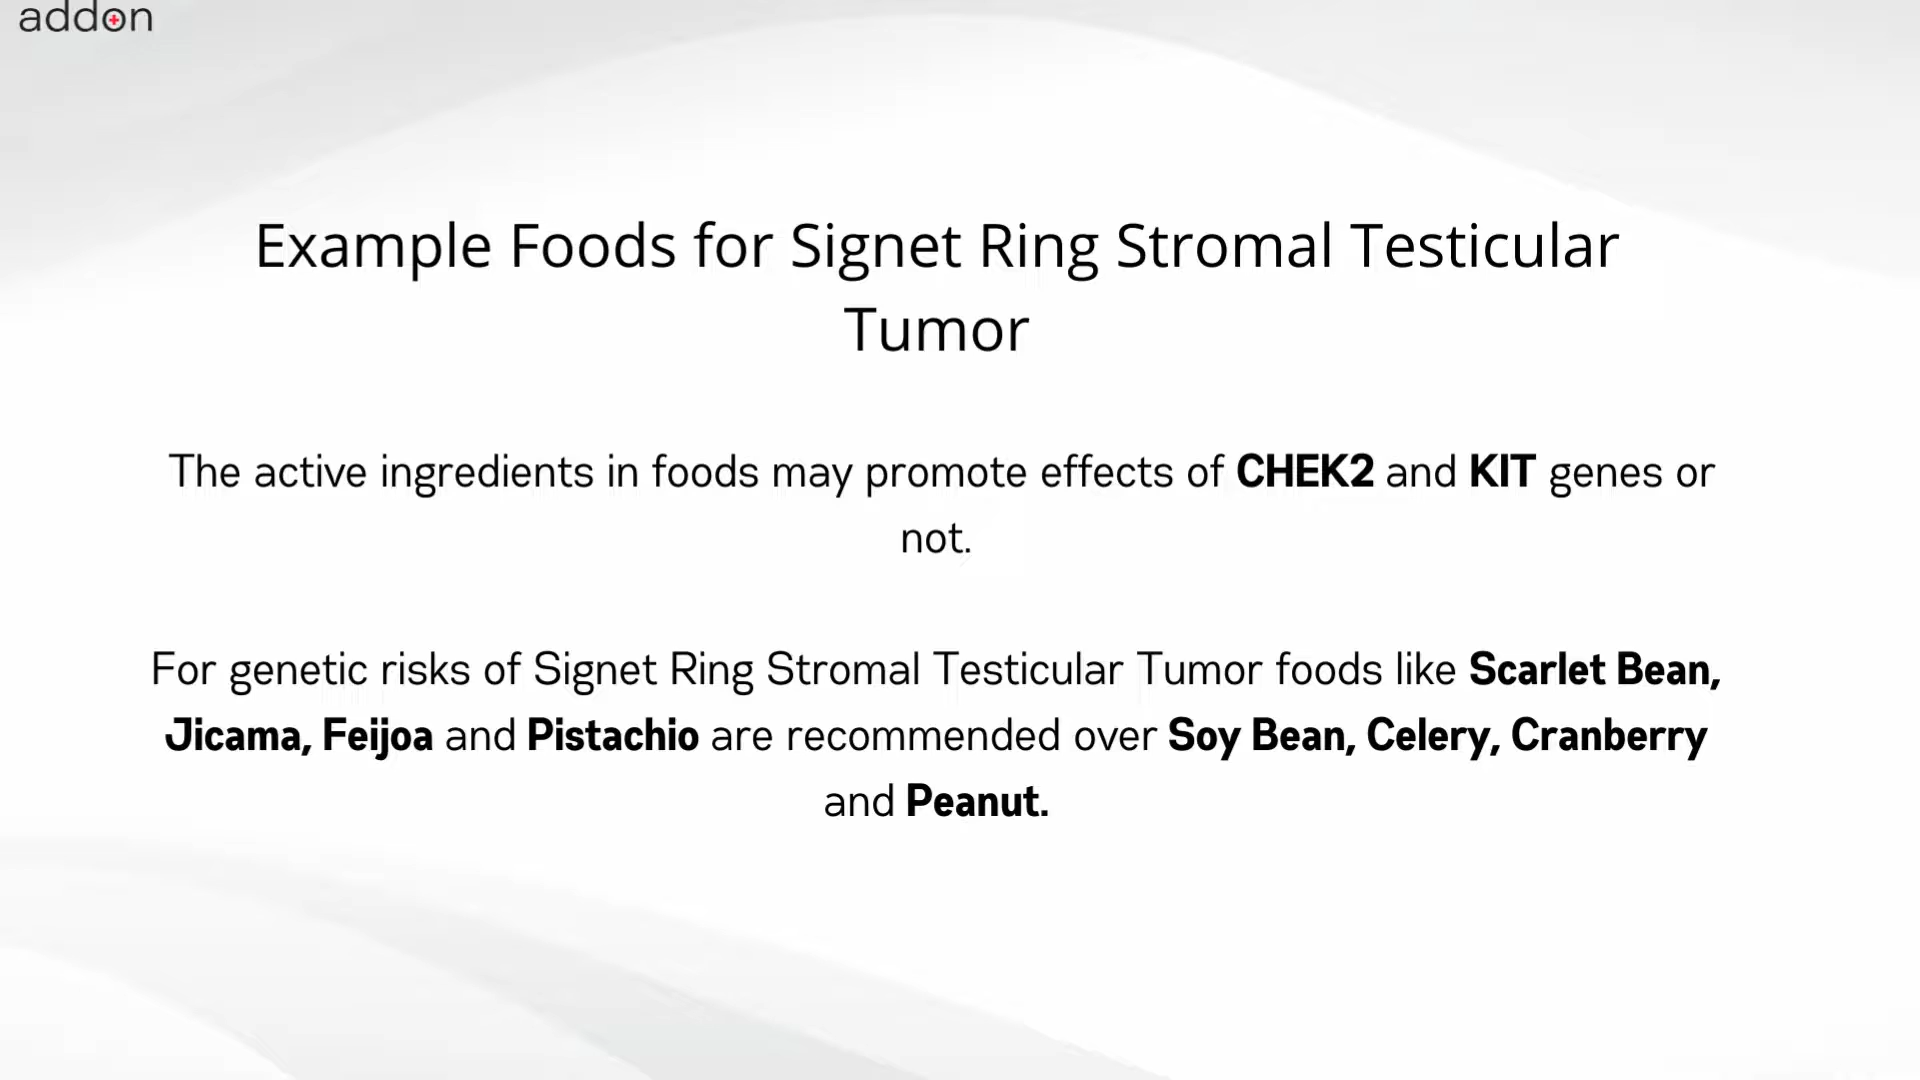 addon
Example Foods for Signet Ring Stromal Testicular
Tumor
The active ingredients in foods may promote effects of CHEK2 and KIT genes or
not.
For genetic risks of Signet Ring Stromal Testicular Tumor foods like Scarlet Bean,
Jicama, Feijoa and Pistachio are recommended over Soy Bean, Celery, Cranberry
and Peanut.